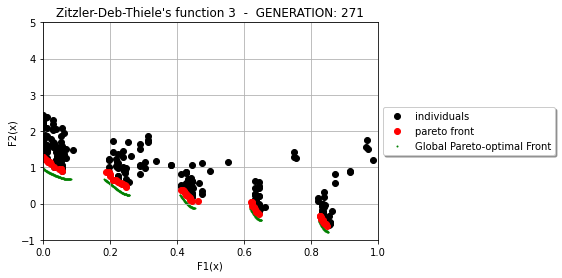 Zitzler-Deb-Thiele's function 3 - GENERATION: 271
5
4
3
2
1
0
−1
F2(x)
0.0 0.2 0.4 0.6 0.8 1.0
F1(x)
individuals
pareto front
Global Pareto-optimal Front